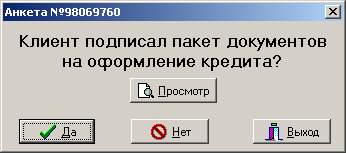 Анкета №98069760
Клиент подписал пакет документов
на оформление кредита?
Просмотр
Да
Нет
Выход